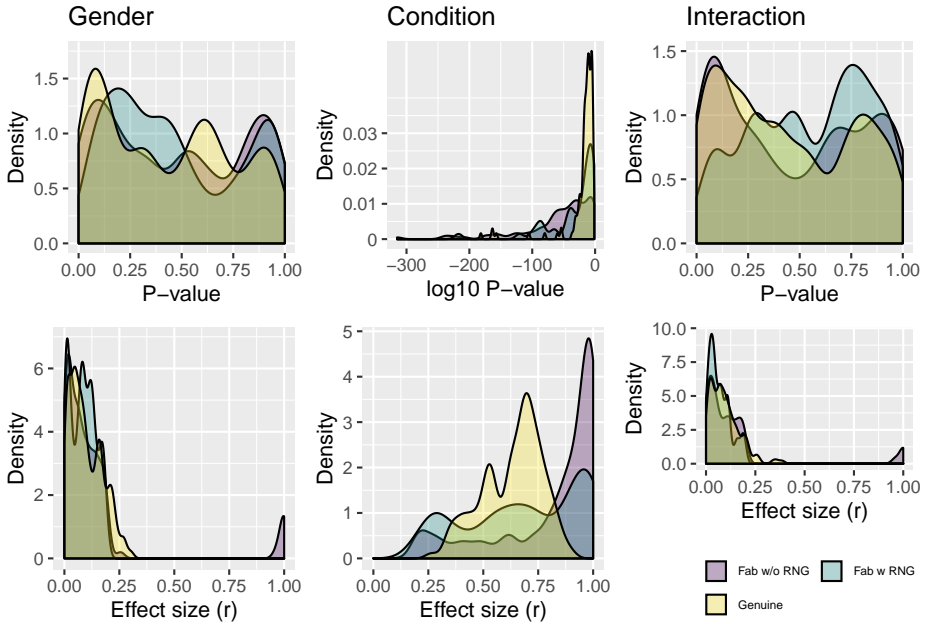 Gender
Condition
Interaction
Density
1.5
1.0
0.5
0.0
0.00 0.25 0.50 0.75 1.00
P−value
Density
0.03
0.02
0.01
0
−300 −200 −100 0
log10 P−value
Density
1.5
1.0
0.5
0.0
0.00 0.25 0.50 0.75 1.00
P−value
Density
6
4
2
0
0.00 0.25 0.50 0.75 1.00
Effect size (r)
Density
5
4
3
2
1
0
0.00 0.25 0.50 0.75 1.00
Effect size (r)
Density
10.0
7.5
5.0
2.5
0.0
0.00 0.25 0.50 0.75 1.00
Effect size (r)
Fab w/o RNG Fab w RNG
Genuine